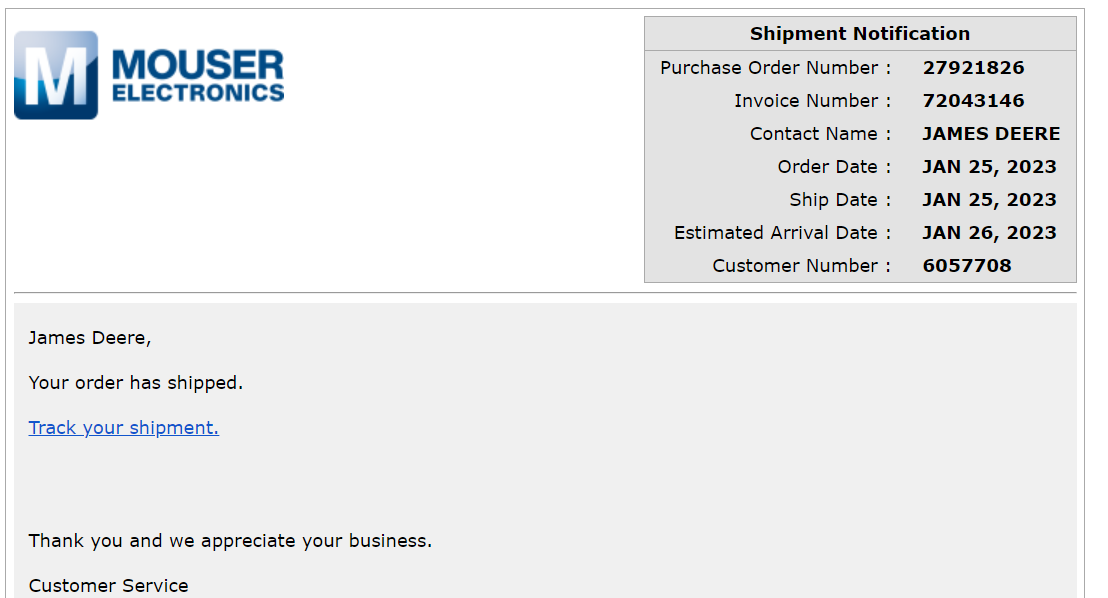 M MOUSER
ELECTRONICS
Shipment Notification
Purchase Order Number : 27921826
Invoice Number : 72043146
Contact Name : JAMES DEERE
Order Date : JAN 25, 2023
Ship Date : JAN 25, 2023
Estimated Arrival Date : JAN 26, 2023
Customer Number : 6057708
James Deere,
Your order has shipped.
Track your shipment.
Thank you and we appreciate your business.
Customer Service